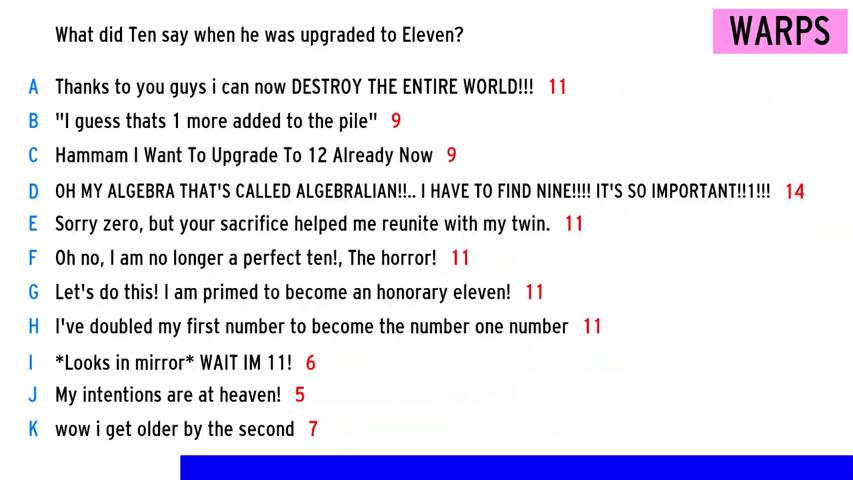 What did Ten say when he was upgraded to Eleven?
WARPS
A Thanks to you guys i can now DESTROY THE ENTIRE WORLD!!! 11
B "I guess thats 1 more added to the pile" 9
C Hammam I Want To Upgrade To 12 Already Now 9
D OH MY ALGEBRA THAT'S CALLED ALGEBRALIAN!!.. I HAVE TO FIND NINE!!!! IT'S SO IMPORTANT!!1!!! 14
E Sorry zero, but your sacrifice helped me reunite with my twin. 11
F Oh no, I am no longer a perfect ten!, The horror! 11
G Let's do this! I am primed to become an honorary eleven! 11
H I've doubled my first number to become the number one number 11
I *Looks in mirror* WAIT IM 11! 6
J My intentions are at heaven! 5
K wow i get older by the second 7